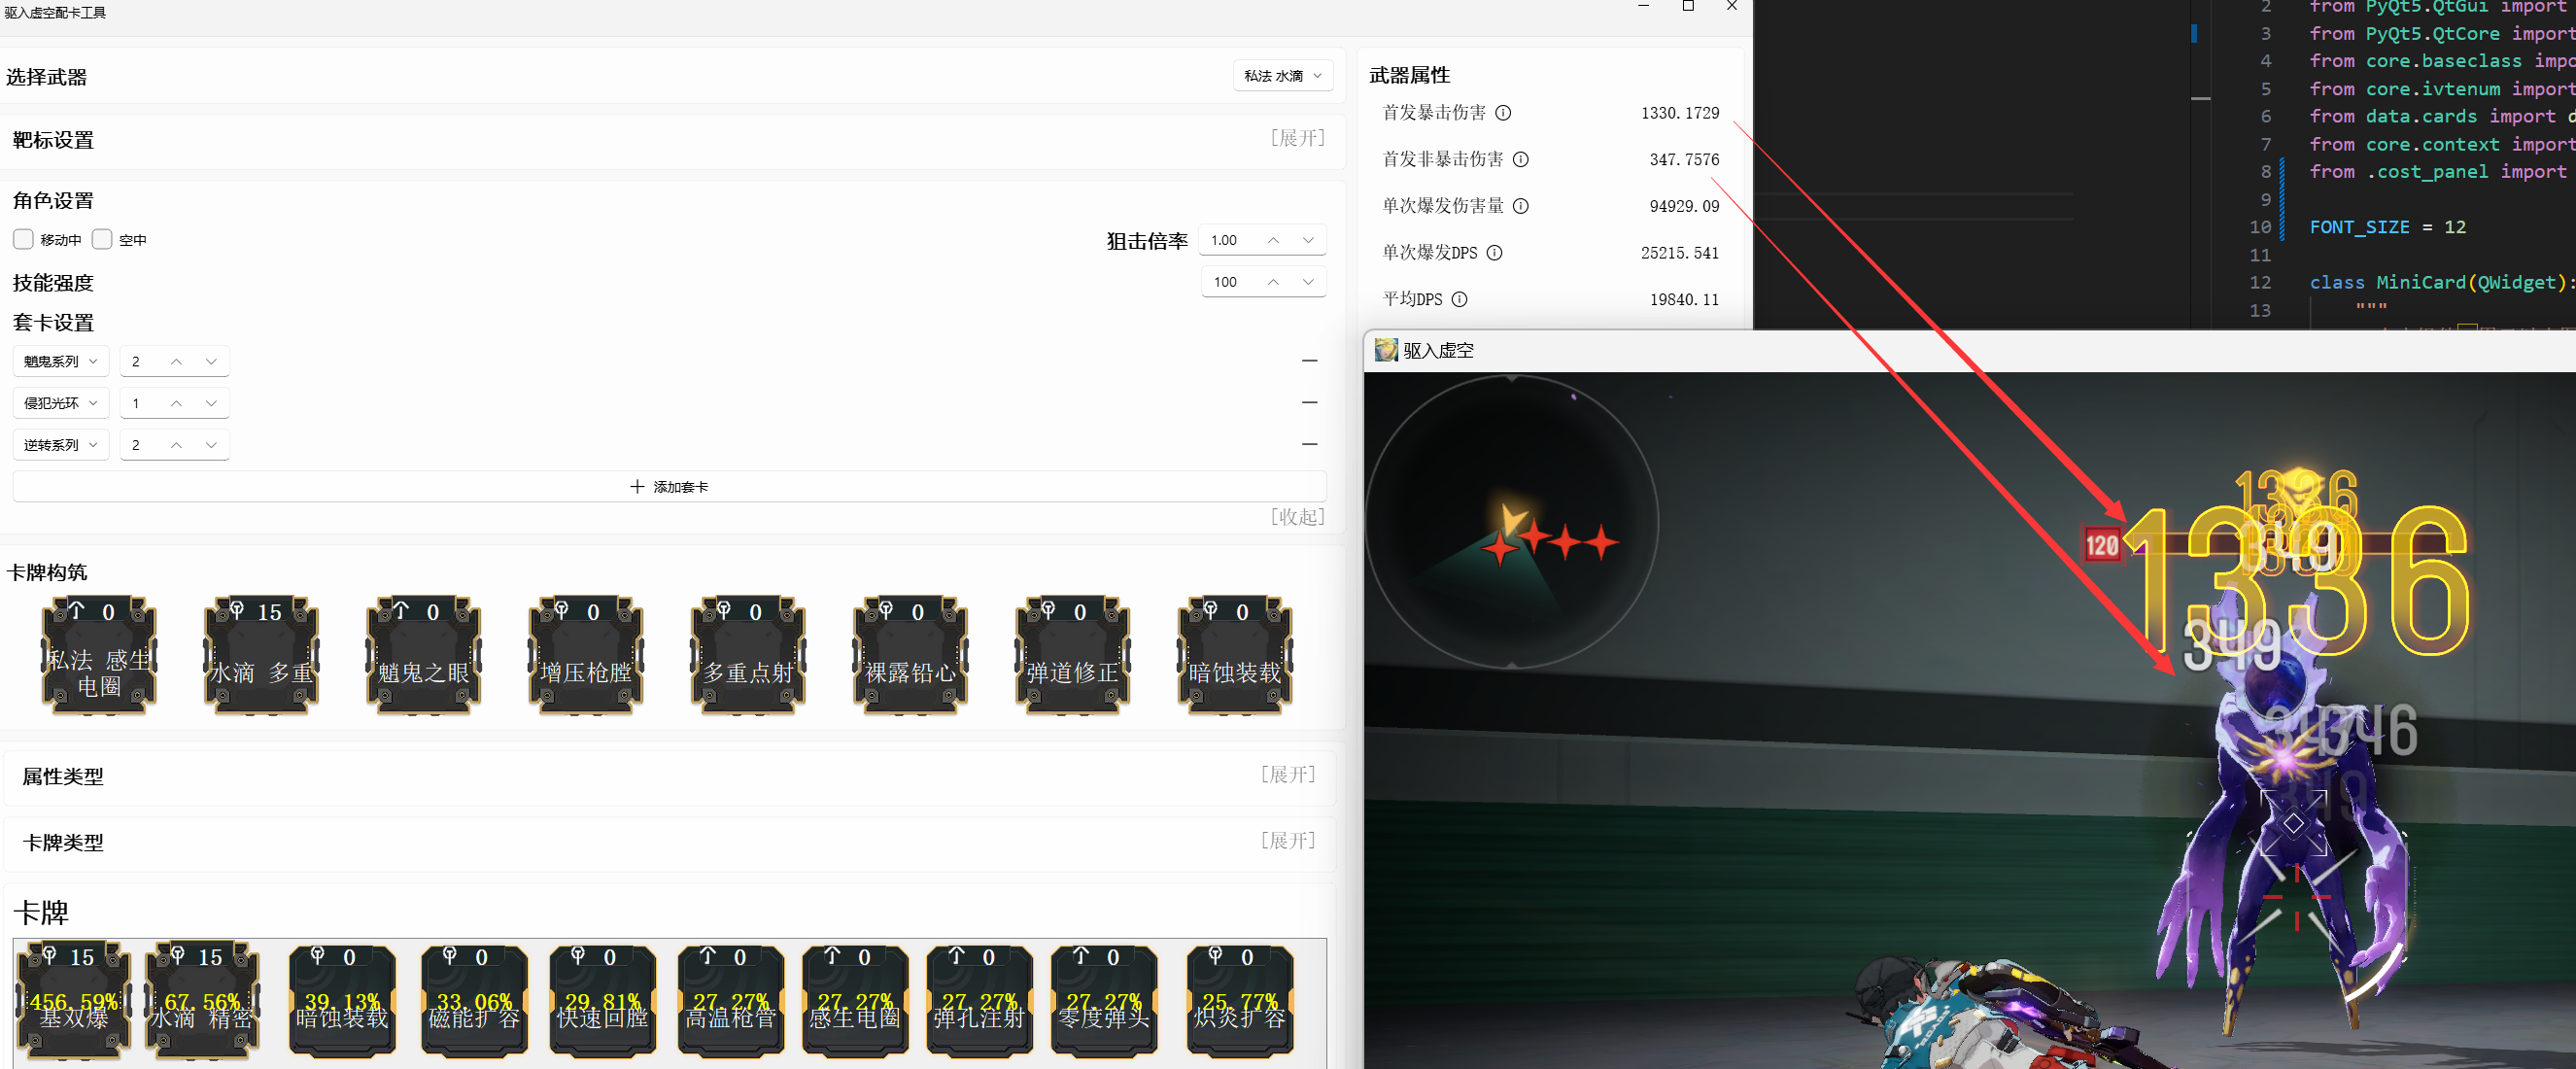 驱入虚空配卡工具
选择武器
私法 水滴
靶标设置
[展开]
角色设置
移动中
空中
狙击倍率
1.00
技能强度
100
套卡设置
魈鬼系列
2
侵犯光环
1
逆转系列
2
添加套卡
[收起]
卡牌构筑
0
15
0
0
0
0
0
0
私法 感生电圈
水滴 多重
魈鬼之眼
增压枪膛
多重点射
裸露铅心
弹道修正
暗蚀装载
属性类型
[展开]
卡牌类型
[展开]
卡牌
15
15
0
0
0
0
0
0
0
0
456.59%
67.56%
39.13%
33.06%
29.81%
27.27%
27.27%
27.27%
27.27%
25.77%
基双爆
水滴 精密
暗蚀装载
磁能扩容
快速回膛
高温枪管
感生电圈
弹孔注射
零度弹头
炽炎扩容
武器属性
首发暴击伤害 1330.1729
首发非暴击伤害 347.7576
单次爆发伤害量 94929.09
单次爆发DPS 25215.541
平均DPS 19840.11
2 from PyQt5.QtGui import
3 from PyQt5.QtCore import
4 from core.baseclass impo
5 from core.ivtenum import
6 from data.cards import d
7 from core.context import
8 from .cost_panel import
9
10 FONT_SIZE = 12
11
12 class MiniCard(QWidget):
13 """
驱入虚空
1336
349
120
1336
349
346
349